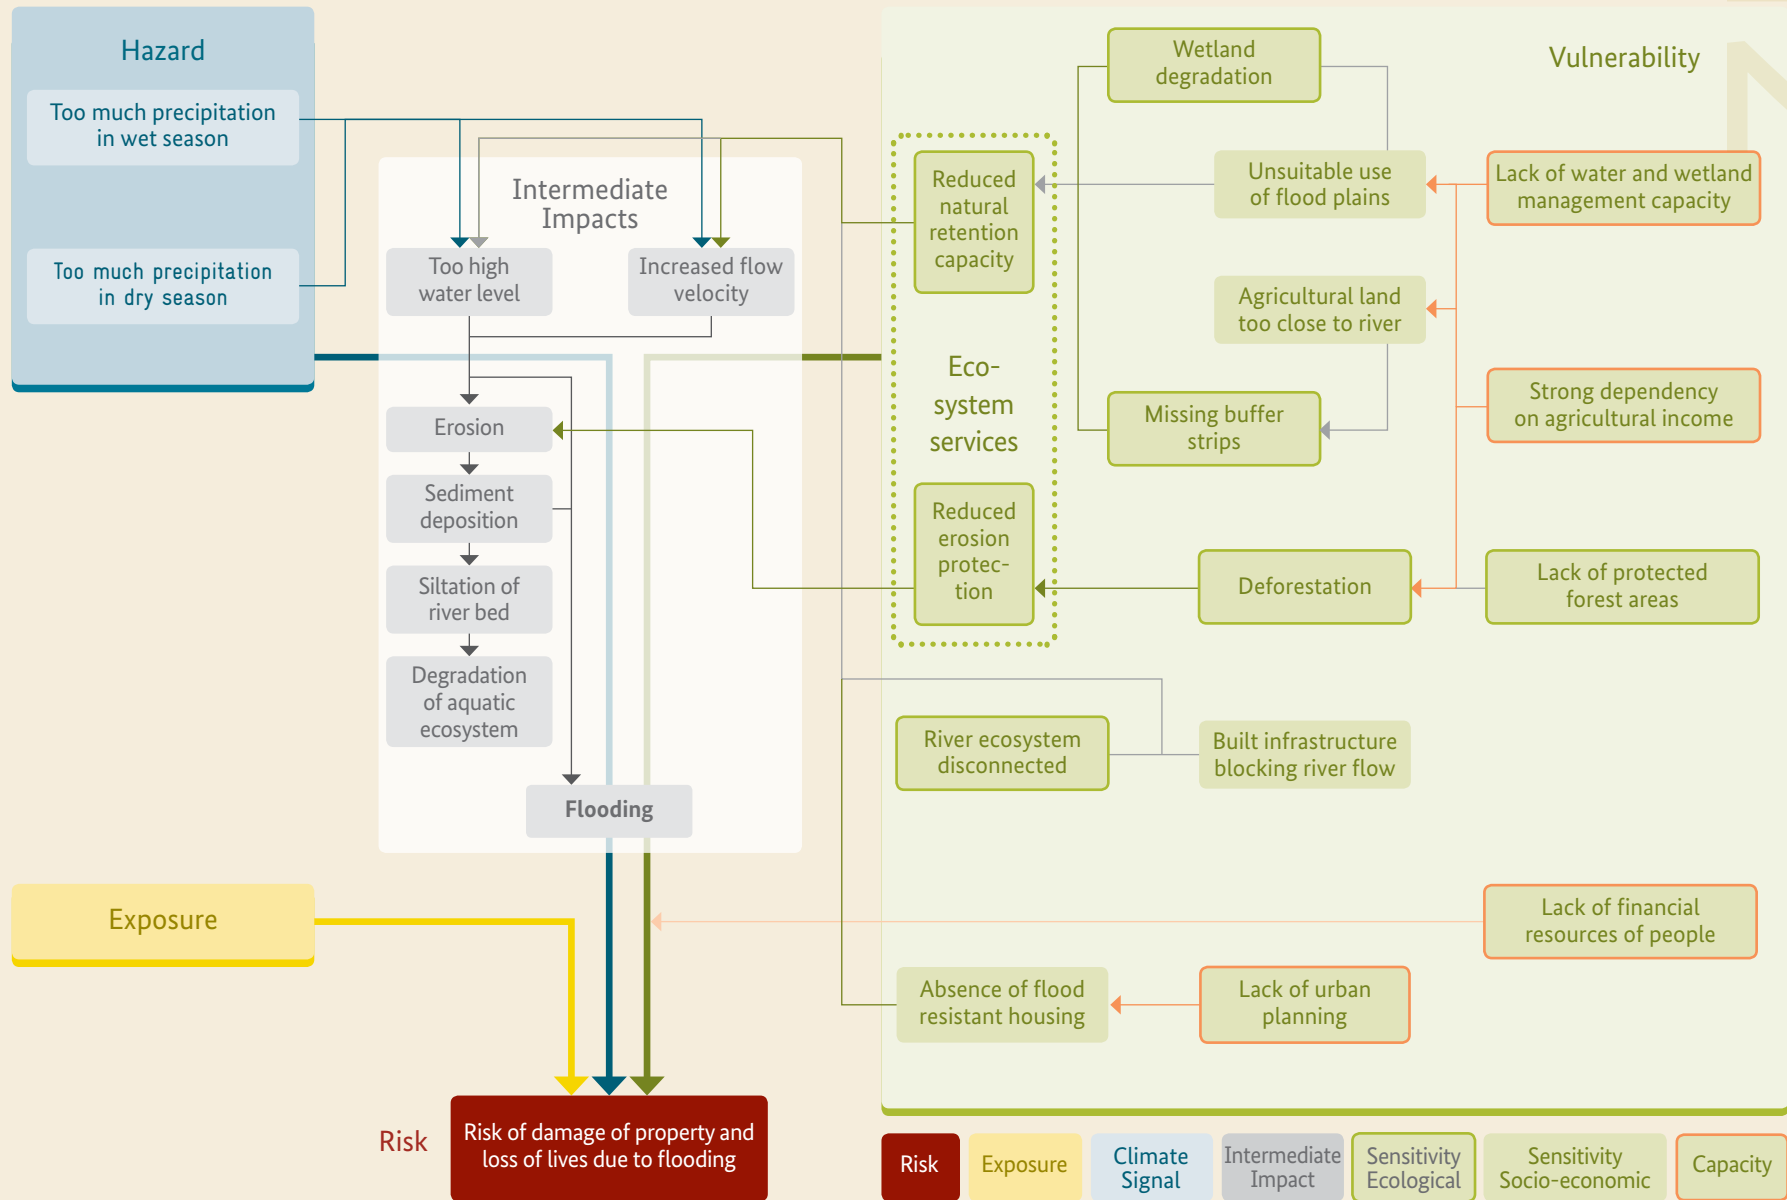 Hazard
Too much precipitation
in wet season
Too much precipitation
in dry season
Intermediate
Impacts
Too high
water level
Increased flow
velocity
Erosion
Sediment
deposition
Siltation of
river bed
Degradation
of aquatic
ecosystem
Flooding
Exposure
Risk
Risk of damage of property and
loss of lives due to flooding
Vulnerability
Wetland
degradation
Reduced
natural
retention
capacity
Unsuitable use
of flood plains
Lack of water and wetland
management capacity
Agricultural land
too close to river
Eco-
system
services
Missing buffer
strips
Strong dependency
on agricultural income
Reduced
erosion
protec-
tion
Deforestation
Lack of protected
forest areas
River ecosystem
disconnected
Built infrastructure
blocking river flow
Lack of financial
resources of people
Absence of flood
resistant housing
Lack of urban
planning
Risk
Exposure
Climate
Signal
Intermediate
Impact
Sensitivity
Ecological
Sensitivity
Socio-economic
Capacity